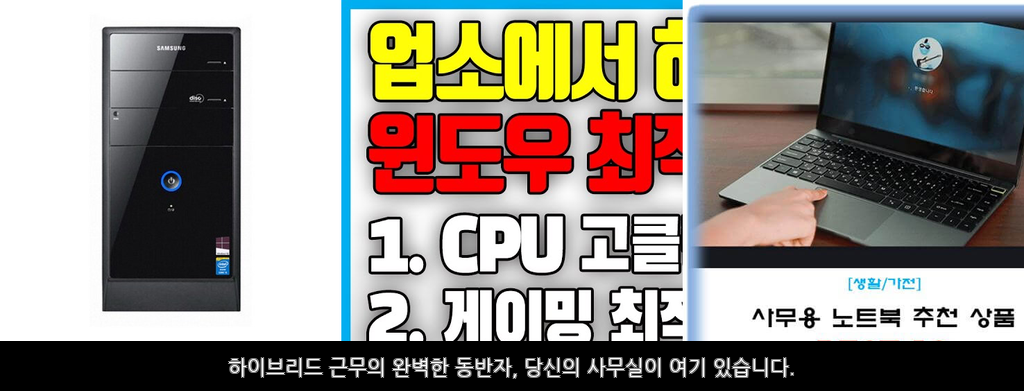 SAMSUNG
disc
업소에서
윈도우 최적
1. CPU 고클
2. 게이밍 최적
[생활/가전]
사무용 노트북 추천 상품
하이브리드 근무의 완벽한 동반자, 당신의 사무실이 여기 있습니다.